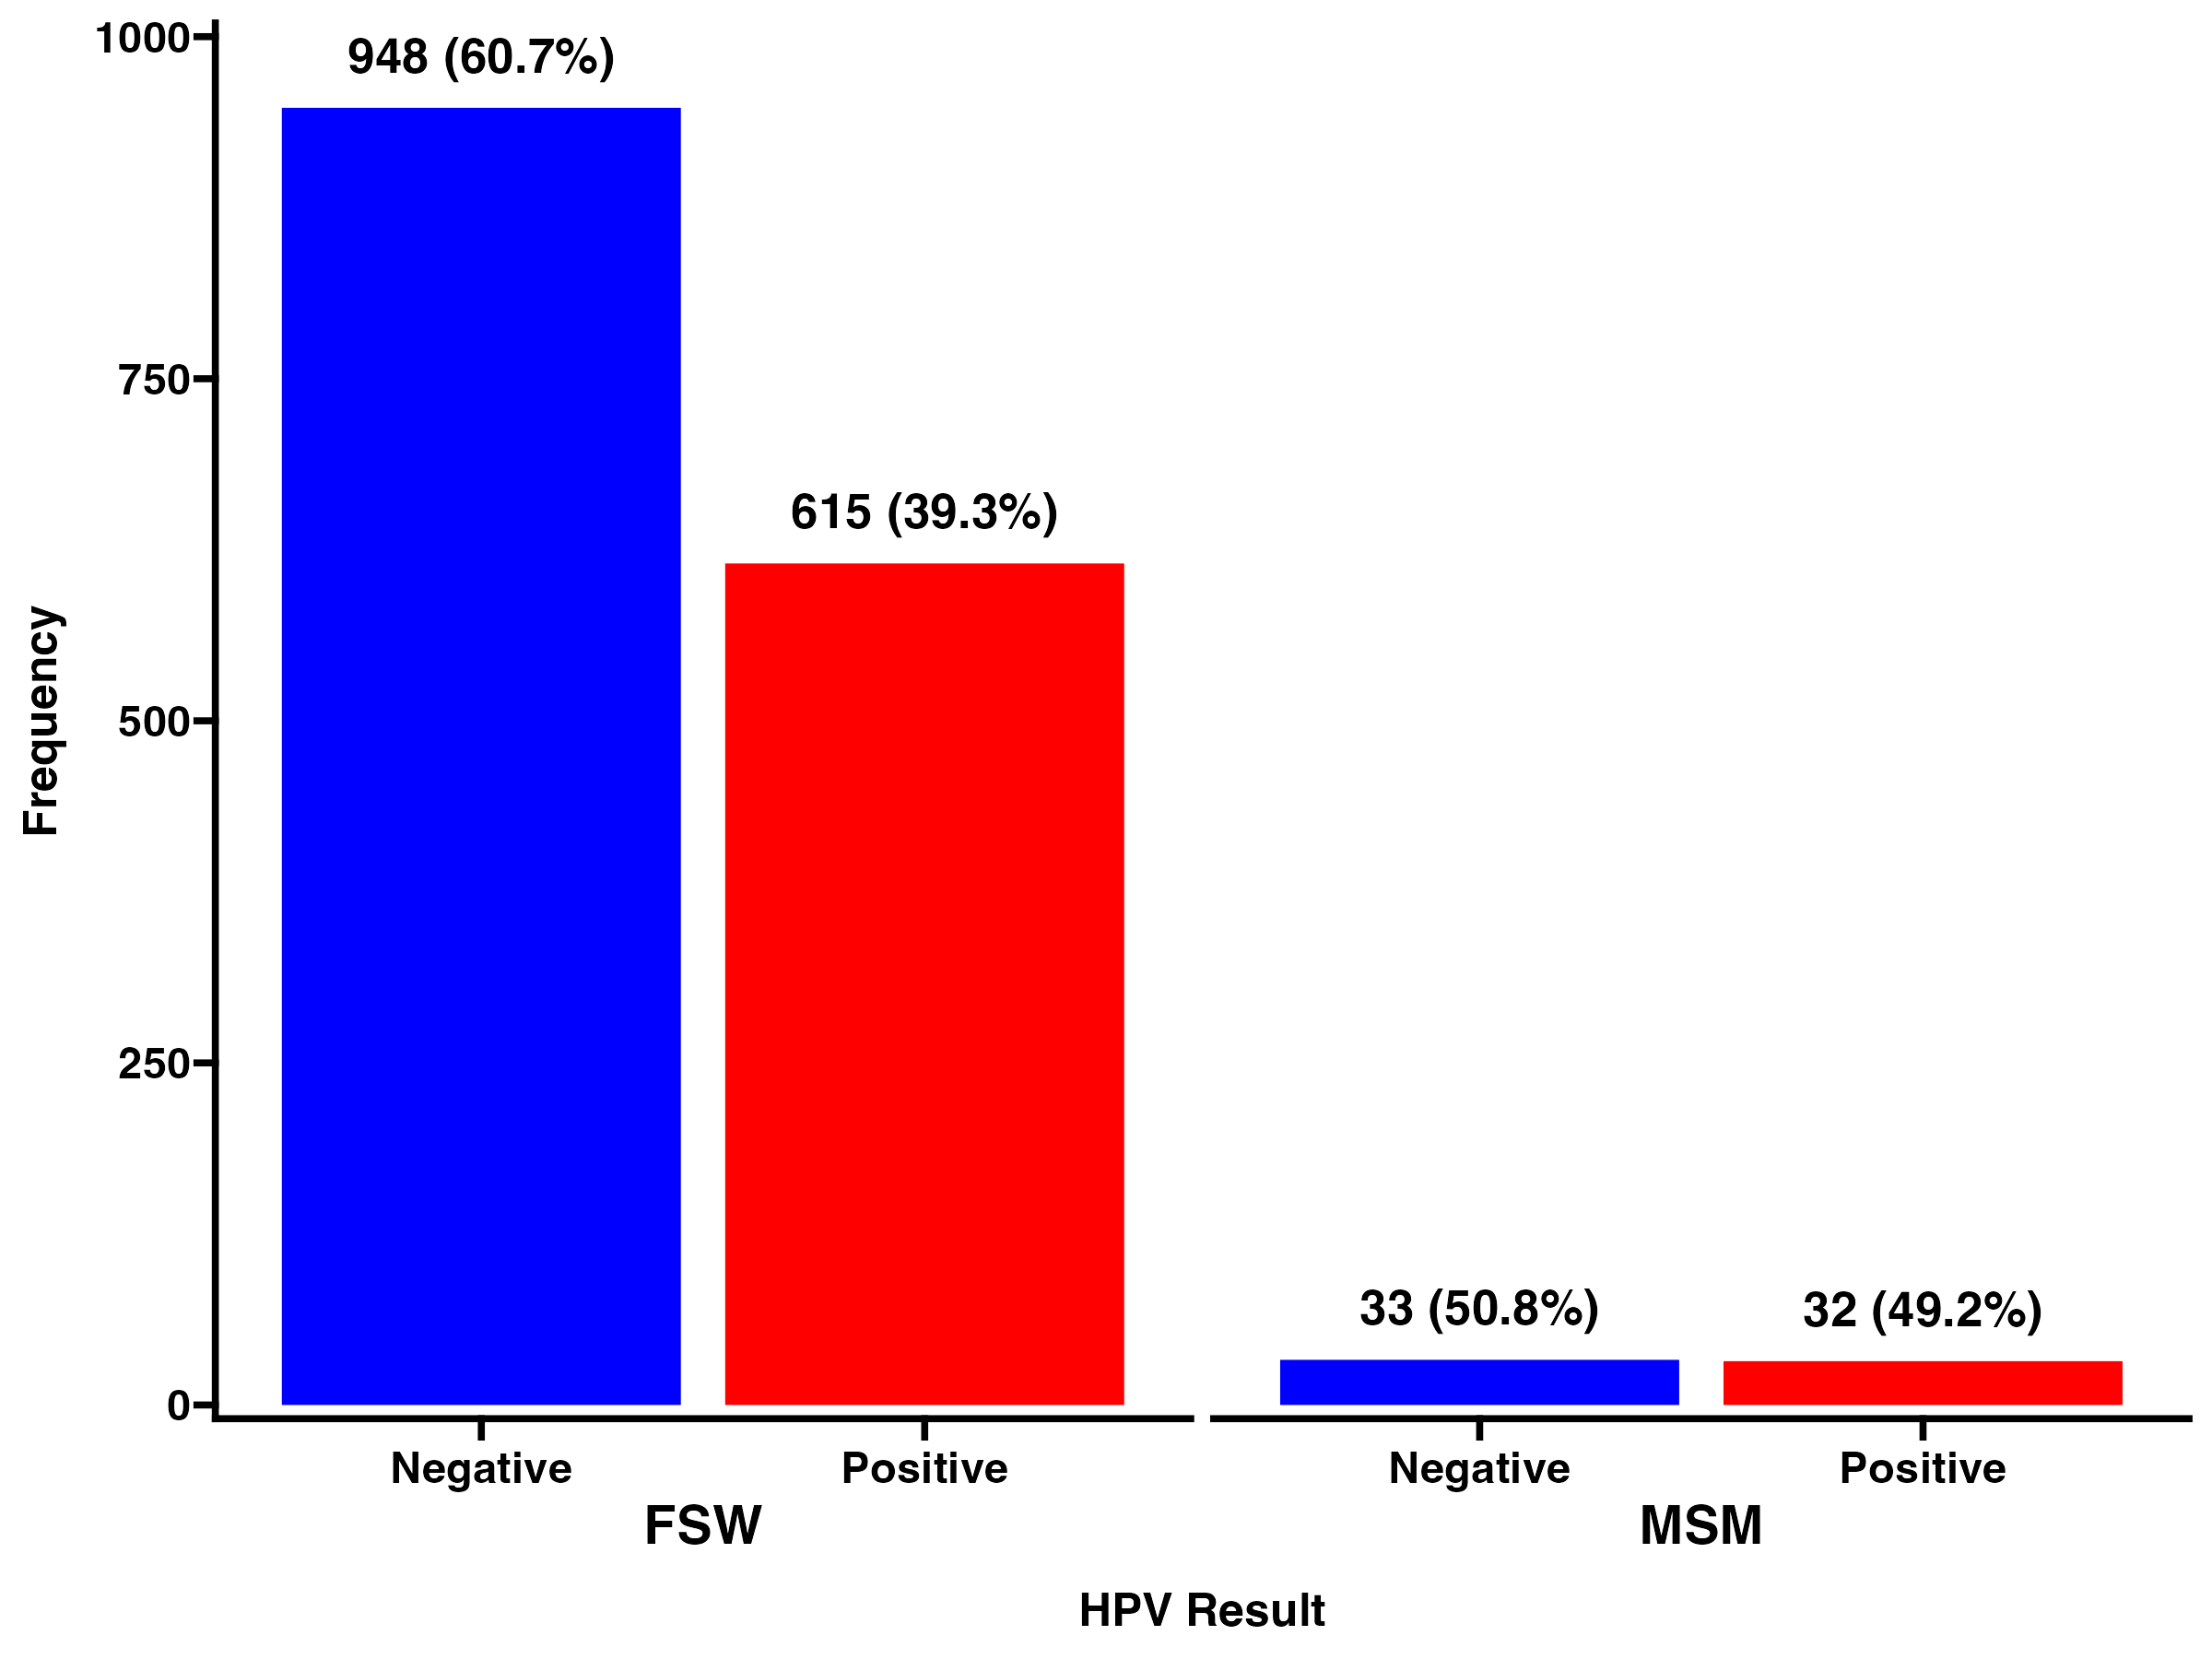 1000
750
500
250
0
Frequency
948 (60.7%)
615 (39.3%)
33 (50.8%)
32 (49.2%)
Negative
Positive
Negative
Positive
FSW
MSM
HPV Result